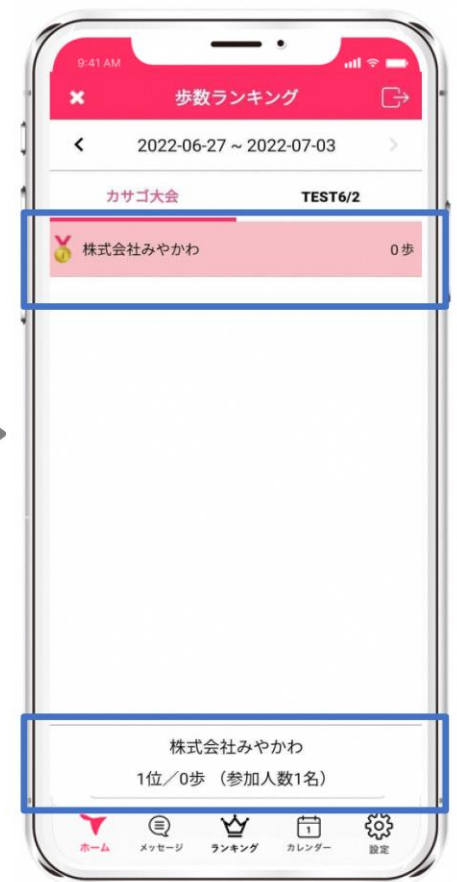 9:41 AM
歩数ランキング
2022-06-27 ~ 2022-07-03
カサゴ大会
TEST6/2
株式会社みやかわ
0歩
株式会社みやかわ
1位／0歩 （参加人数1名）
1
ホーム
メッセージ
ランキング
カレンダー
設定